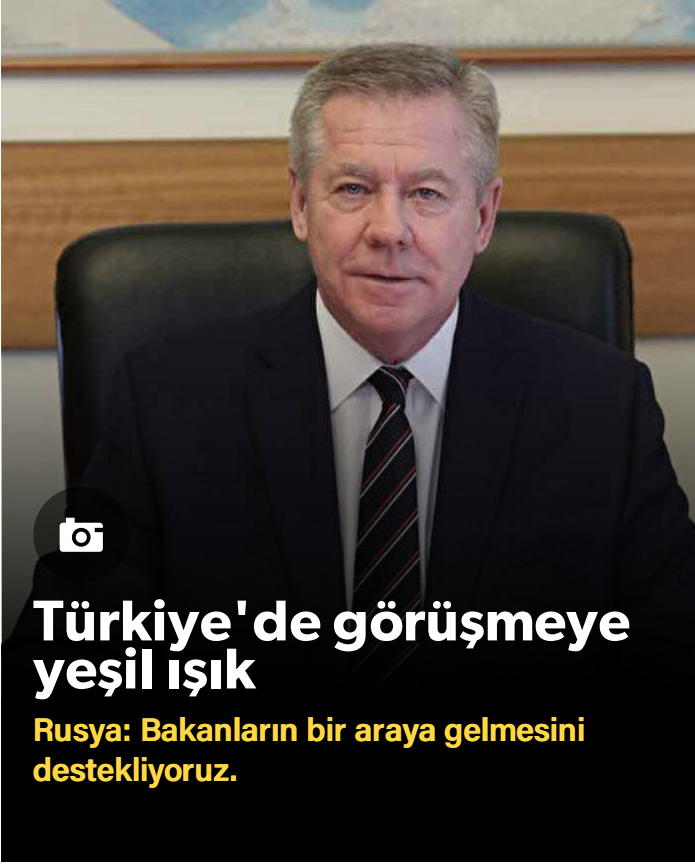 Türkiye'de görüşmeye
yeşil ışık
Rusya: Bakanların bir araya gelmesini
destekliyoruz.